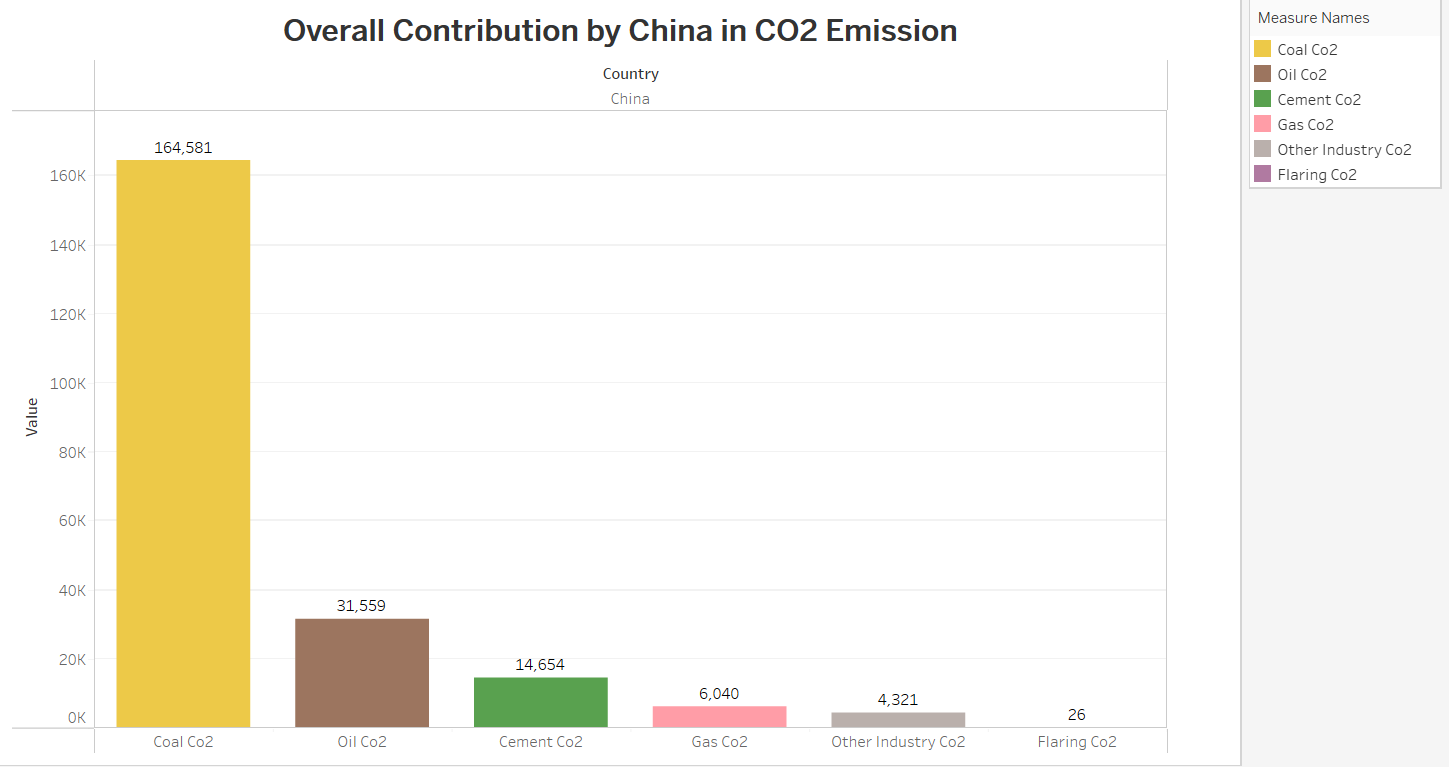 Overall Contribution by China in CO2 Emission
Country
China
Value
160K
140K
120K
100K
80K
60K
40K
20K
0K
164,581
31,559
14,654
6,040
4,321
26
Coal Co2
Oil Co2
Cement Co2
Gas Co2
Other Industry Co2
Flaring Co2
Measure Names
Coal Co2
Oil Co2
Cement Co2
Gas Co2
Other Industry Co2
Flaring Co2